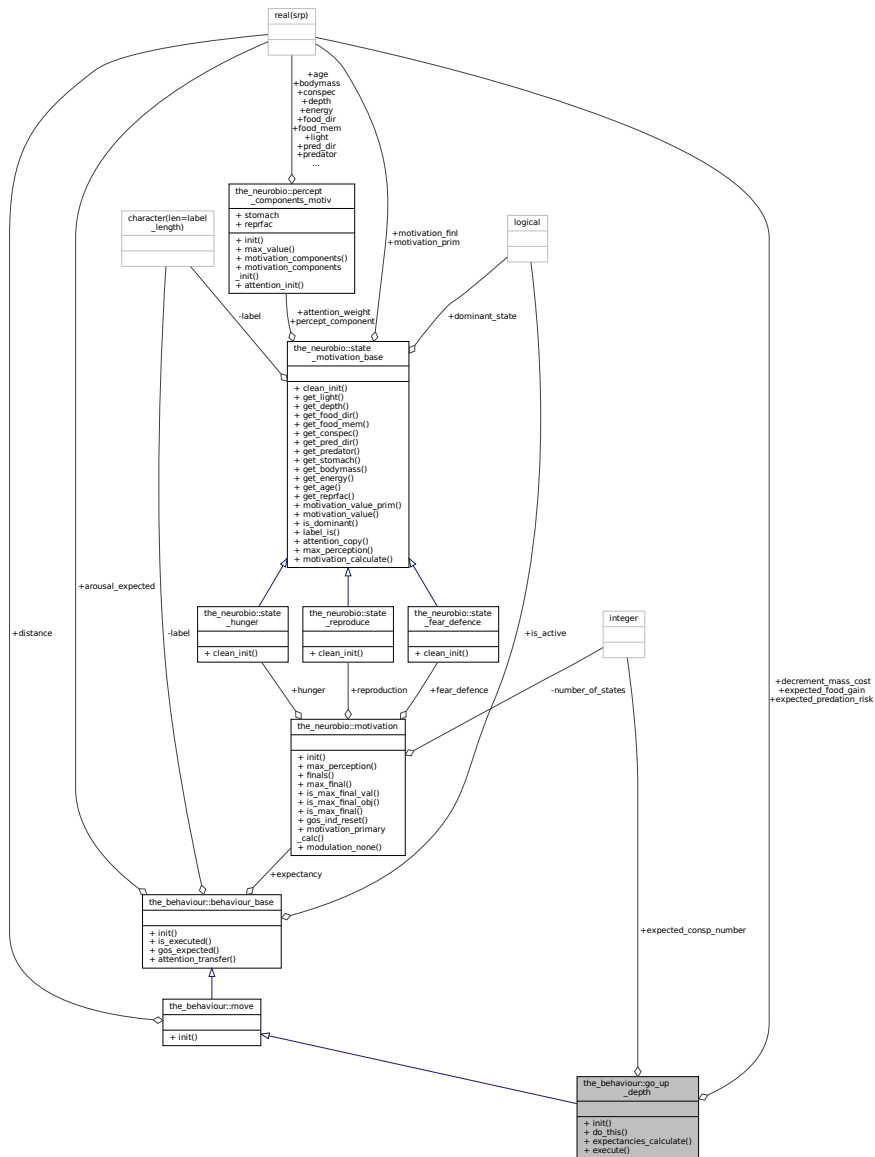 real(srp)
+age
+bodymass
+conspec
+depth
+energy
+food_dir
+food_mem
+light
+pred_dir
+predator
...
the_neurobio::percept
_components_motiv
+ stomach
+ reprfac
+ init()
+ max_value()
+ motivation_components()
+ motivation_components
_init()
+ attention_init()
character(len=label
_length)
logical
+motivation_finl
+motivation_prim
-label
+attention_weight
+percept_component
+dominant_state
the_neurobio::state
_motivation_base
+ clean_init()
+ get_light()
+ get_depth()
+ get_food_dir()
+ get_food_mem()
+ get_conspec()
+ get_pred_dir()
+ get_predator()
+ get_stomach()
+ get_bodymass()
+ get_energy()
+ get_age()
+ get_reprfac()
+ motivation_value_prim()
+ motivation_value()
+ is_dominant()
+ label_is()
+ attention_copy()
+ max_perception()
+ motivation_calculate()
+arousal_expected
the_neurobio::state
_hunger
+ clean_init()
the_neurobio::state
_reproduce
+ clean_init()
the_neurobio::state
_fear_defence
+ clean_init()
integer
+distance
-label
+is_active
+hunger
+reproduction
+fear_defence
-number_of_states
+decrement_mass_cost
+expected_food_gain
+expected_predation_risk
the_neurobio::motivation
+ init()
+ max_perception()
+ finals()
+ max_final()
+ is_max_final_val()
+ is_max_final_obj()
+ is_max_final()
+ gos_ind_reset()
+ motivation_primary
_calc()
+ modulation_none()
+expectancy
the_behaviour::behaviour_base
+ init()
+ is_executed()
+ gos_expected()
+ attention_transfer()
+expected_consp_number
the_behaviour::move
+ init()
the_behaviour::go_up
_depth
+ init()
+ do_this()
+ expectancies_calculate()
+ execute()